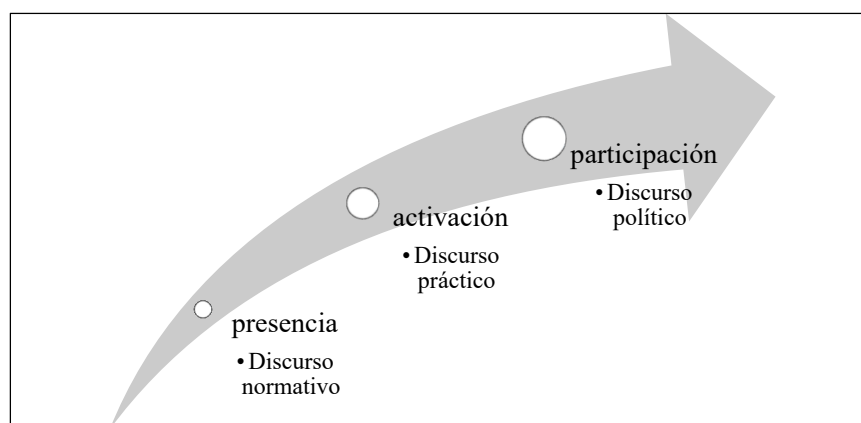 participación
• Discurso
político
activación
• Discurso
práctico
presencia
• Discurso
normativo